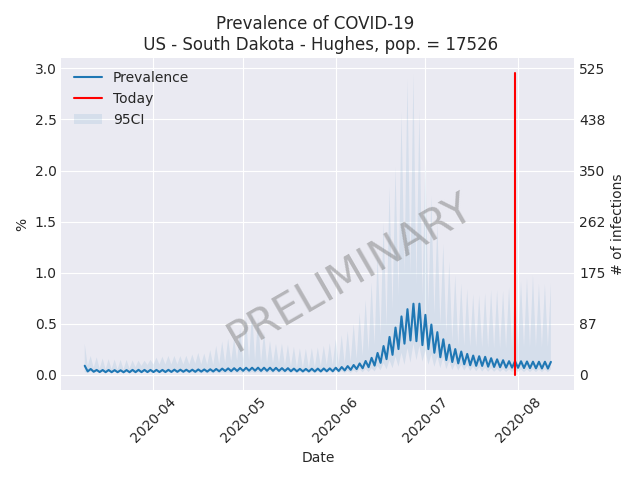 Prevalence of COVID-19
US - South Dakota - Hughes, pop. = 17526
Prevalence
Today
95CI
PRELIMINARY
%
3.0
2.5
2.0
1.5
1.0
0.5
0.0
525
438
350
262
175
87
0
# of infections
2020-04
2020-05
2020-06
2020-07
2020-08
Date